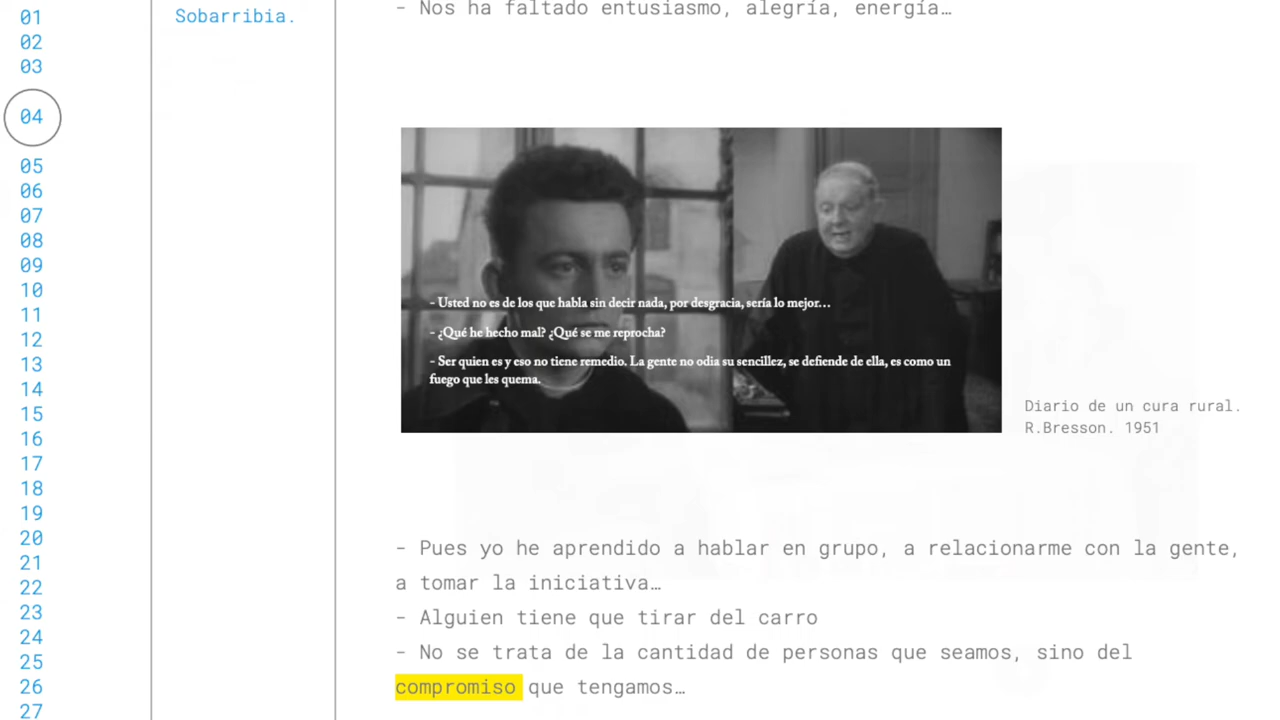 01
02
03
04
05
06
07
08
09
10
11
12
13
14
15
16
17
18
19
20
21
22
23
24
25
26
27
Sobarribia.
- Nos ha faltado entusiasmo, alegría, energía…
- Usted no es de los que habla sin decir nada, por desgracia, sería lo mejor…
- ¿Qué he hecho mal? ¿Qué se me reprocha?
- Ser quien es y eso no tiene remedio. La gente no odia su sencillez, se defiende de ella, es como un
fuego que les quema.
Diario de un cura rural.
R.Bresson. 1951
- Pues yo he aprendido a hablar en grupo, a relacionarme con la gente,
a tomar la iniciativa…
- Alguien tiene que tirar del carro
- No se trata de la cantidad de personas que seamos, sino del
compromiso que tengamos…